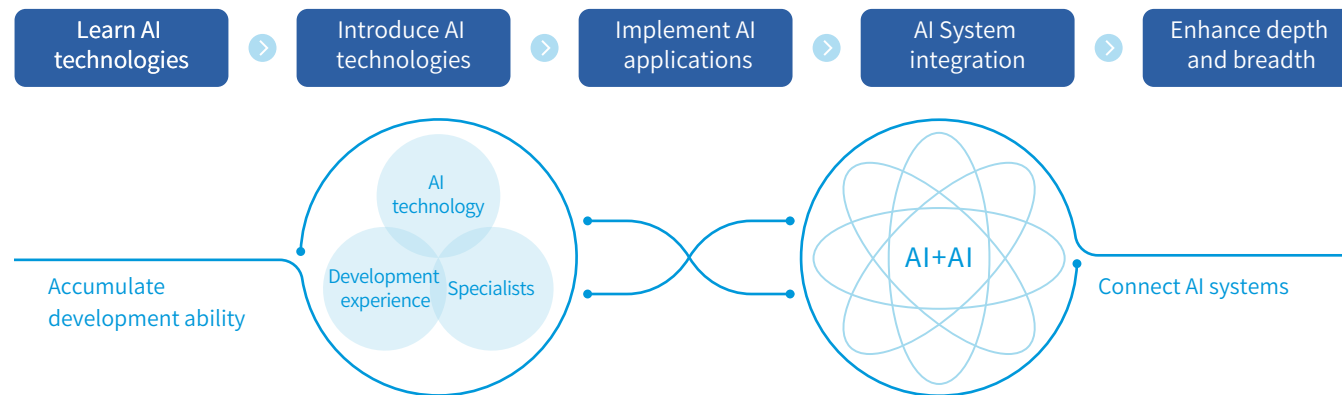 Learn AI
technologies
Introduce AI
technologies
Implement AI
applications
AI System
integration
Enhance depth
and breadth
AI
technology
Development
experience
Specialists
AI+AI
Accumulate
development ability
Connect AI systems